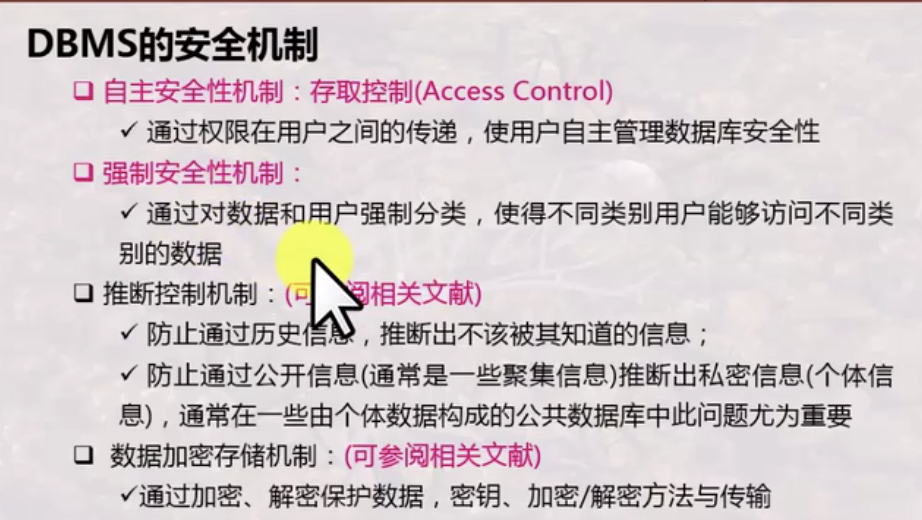 DBMS的安全机制
❑ 自主安全性机制：存取控制(Access Control)
✓ 通过权限在用户之间的传递，使用户自主管理数据库安全性
❑ 强制安全性机制：
✓ 通过对数据和用户强制分类，使得不同类别用户能够访问不同类
别的数据
❑ 推断控制机制：(可阅相关文献)
✓ 防止通过历史信息，推断出不该被其知道的信息；
✓ 防止通过公开信息(通常是一些聚集信息)推断出私密信息(个体信
息)，通常在一些由个体数据构成的公共数据库中此问题尤为重要
❑ 数据加密存储机制：(可参阅相关文献)
✓通过加密、解密保护数据，密钥、加密/解密方法与传输